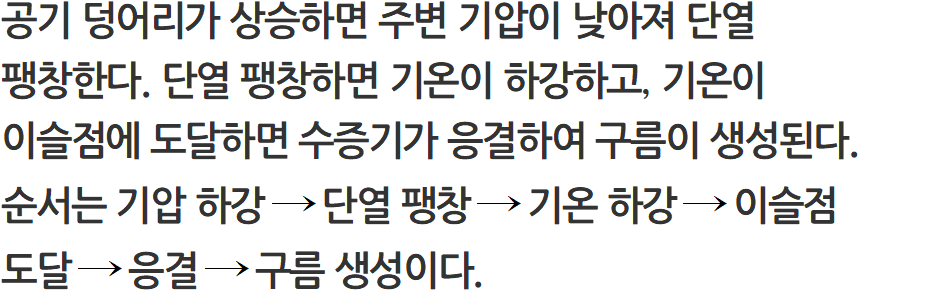 공기 덩어리가 상승하면 주변 기압이 낮아져 단열
팽창한다. 단열 팽창하면 기온이 하강하고, 기온이
이슬점에 도달하면 수증기가 응결하여 구름이 생성된다.
순서는 기압 하강 → 단열 팽창 → 기온 하강 → 이슬점
도달 → 응결 → 구름 생성이다.